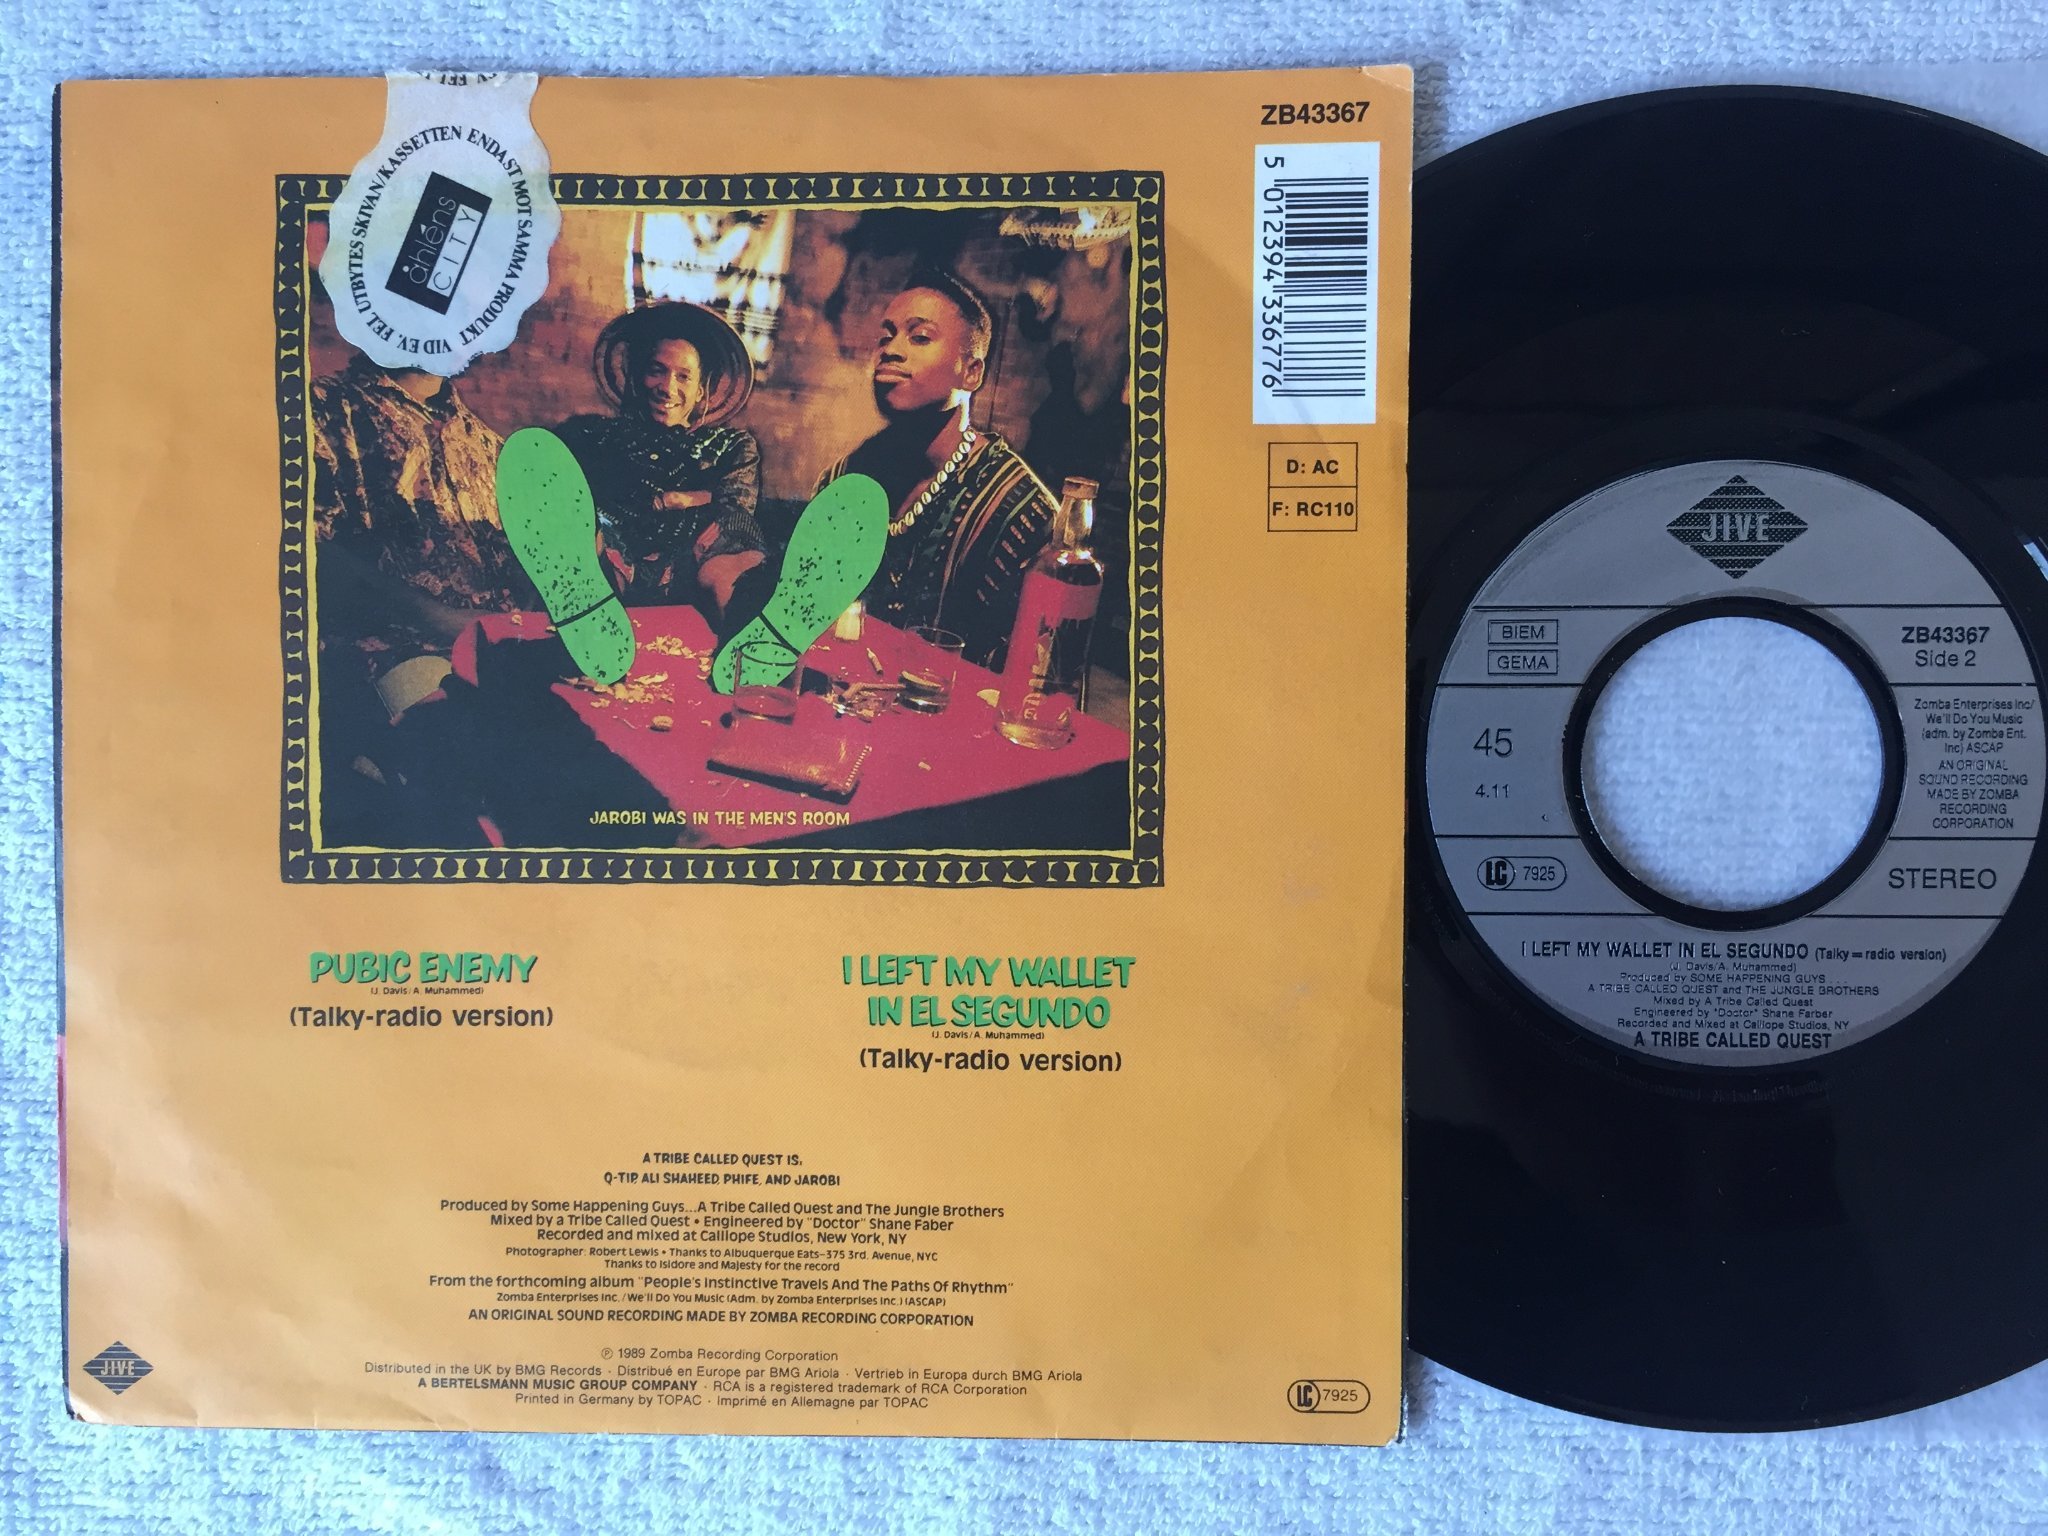 VID EV. FEL UTBYTES SKIVAN/KASSETTEN ENDAST MOT SAMMA PRODUKT
åhléns
CITY
ZB43367
5 012394 336776
D: AC
F: RC110
JAROBI WAS IN THE MEN'S ROOM
PUBIC ENEMY
(J. Davis/A. Muhammed)
(Talky-radio version)
I LEFT MY WALLET
IN EL SEGUNDO
(J. Davis/A. Muhammed)
(Talky-radio version)
A TRIBE CALLED QUEST IS:
Q-TIP, ALI SHAHEED, PHIFE, AND JAROBI
Produced by Some Happening Guys...A Tribe Called Quest and The Jungle Brothers
Mixed by a Tribe Called Quest • Engineered by "Doctor" Shane Faber
Recorded and mixed at Calliope Studios, New York, NY
Photographer: Robert Lewis • Thanks to Albuquerque Eats-375 3rd. Avenue, NYC
Thanks to Isidore and Majesty for the record
From the forthcoming album "People's Instinctive Travels And The Paths Of Rhythm"
Zomba Enterprises Inc./We'll Do You Music (Adm. by Zomba Enterprises Inc.) (ASCAP)
AN ORIGINAL SOUND RECORDING MADE BY ZOMBA RECORDING CORPORATION
℗ 1989 Zomba Recording Corporation
Distributed in the UK by BMG Records · Distribué en Europe par BMG Ariola · Vertrieb in Europa durch BMG Ariola
A BERTELSMANN MUSIC GROUP COMPANY · RCA is a registered trademark of RCA Corporation
Printed in Germany by TOPAC · Imprimé en Allemagne par TOPAC
JIVE
LC 7925
JIVE
BIEM
GEMA
ZB43367
Side 2
45
4.11
Zomba Enterprises Inc/
We'll Do You Music
(adm. by Zomba Ent.
Inc) ASCAP
AN ORIGINAL
SOUND RECORDING
MADE BY ZOMBA
RECORDING
CORPORATION
LC 7925
STEREO
I LEFT MY WALLET IN EL SEGUNDO (Talky=radio version)
(J. Davis/A. Muhammed)
Produced by SOME HAPPENING GUYS . . .
A TRIBE CALLED QUEST and THE JUNGLE BROTHERS
Mixed by A Tribe Called Quest
Engineered by "Doctor" Shane Farber
Recorded and Mixed at Calliope Studios, NY
A TRIBE CALLED QUEST